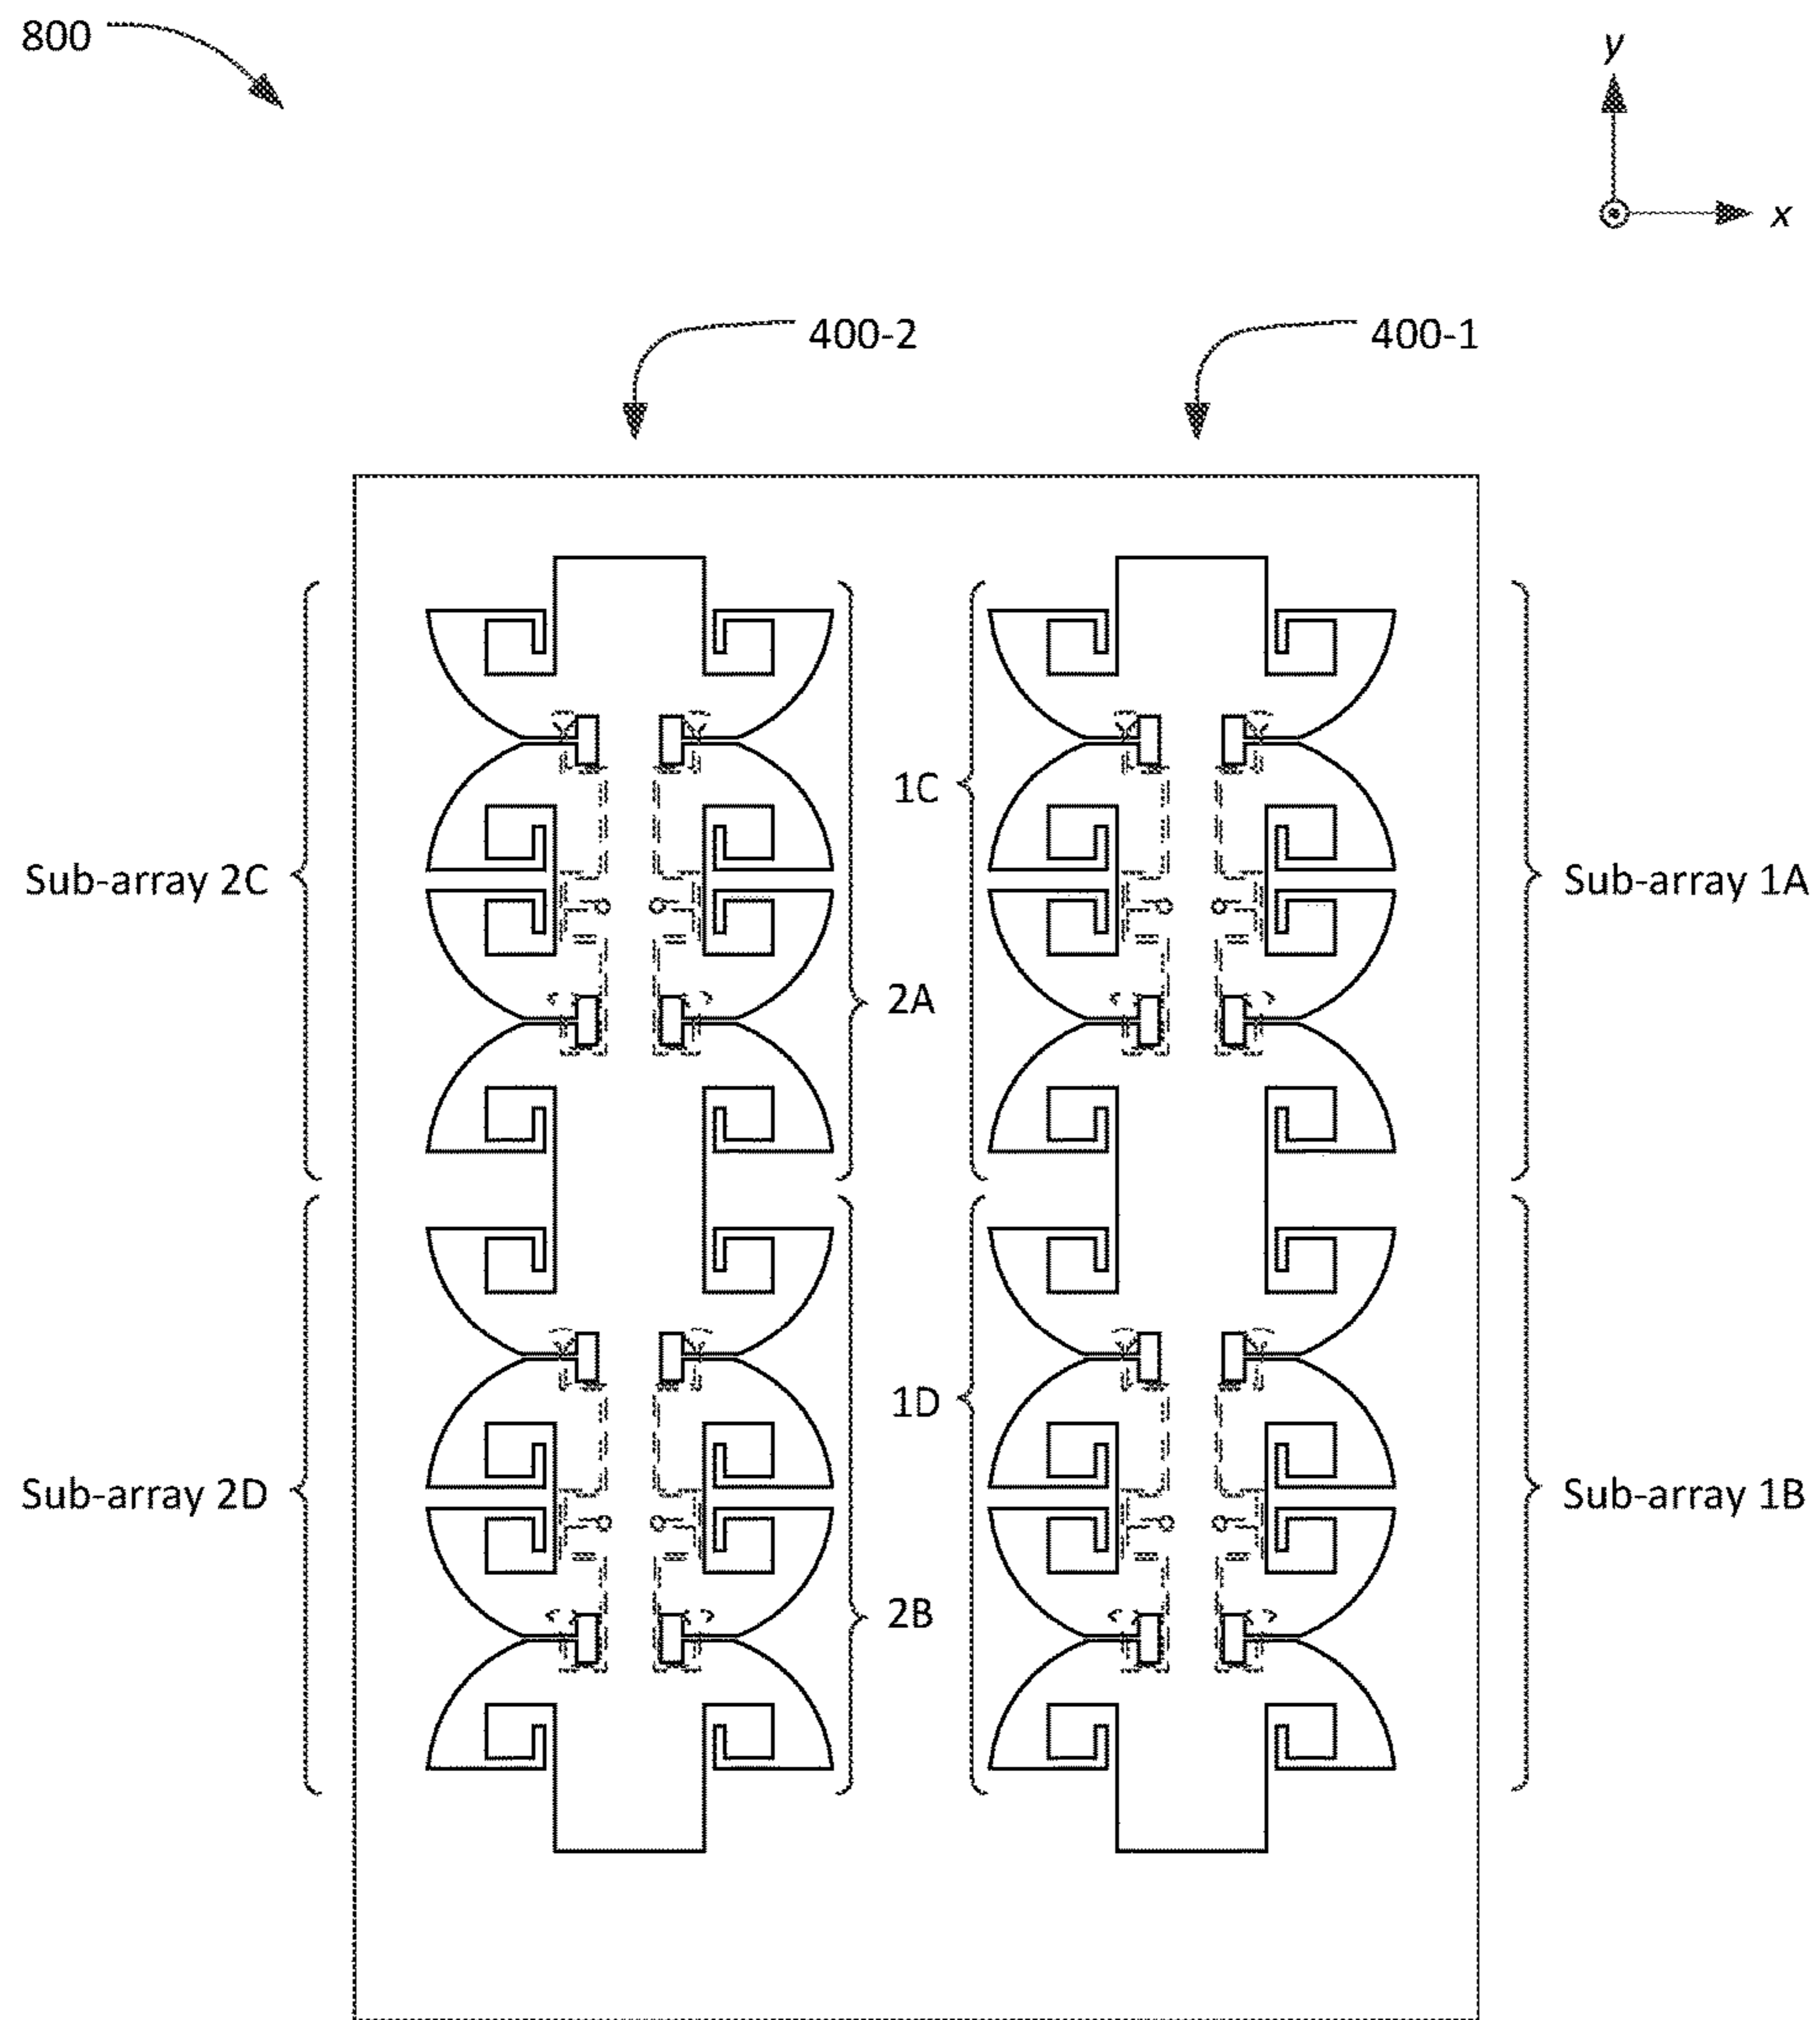 800
y
x
400-2
400-1
1C
Sub-array 2C
Sub-array 1A
2A
1D
Sub-array 2D
Sub-array 1B
2B